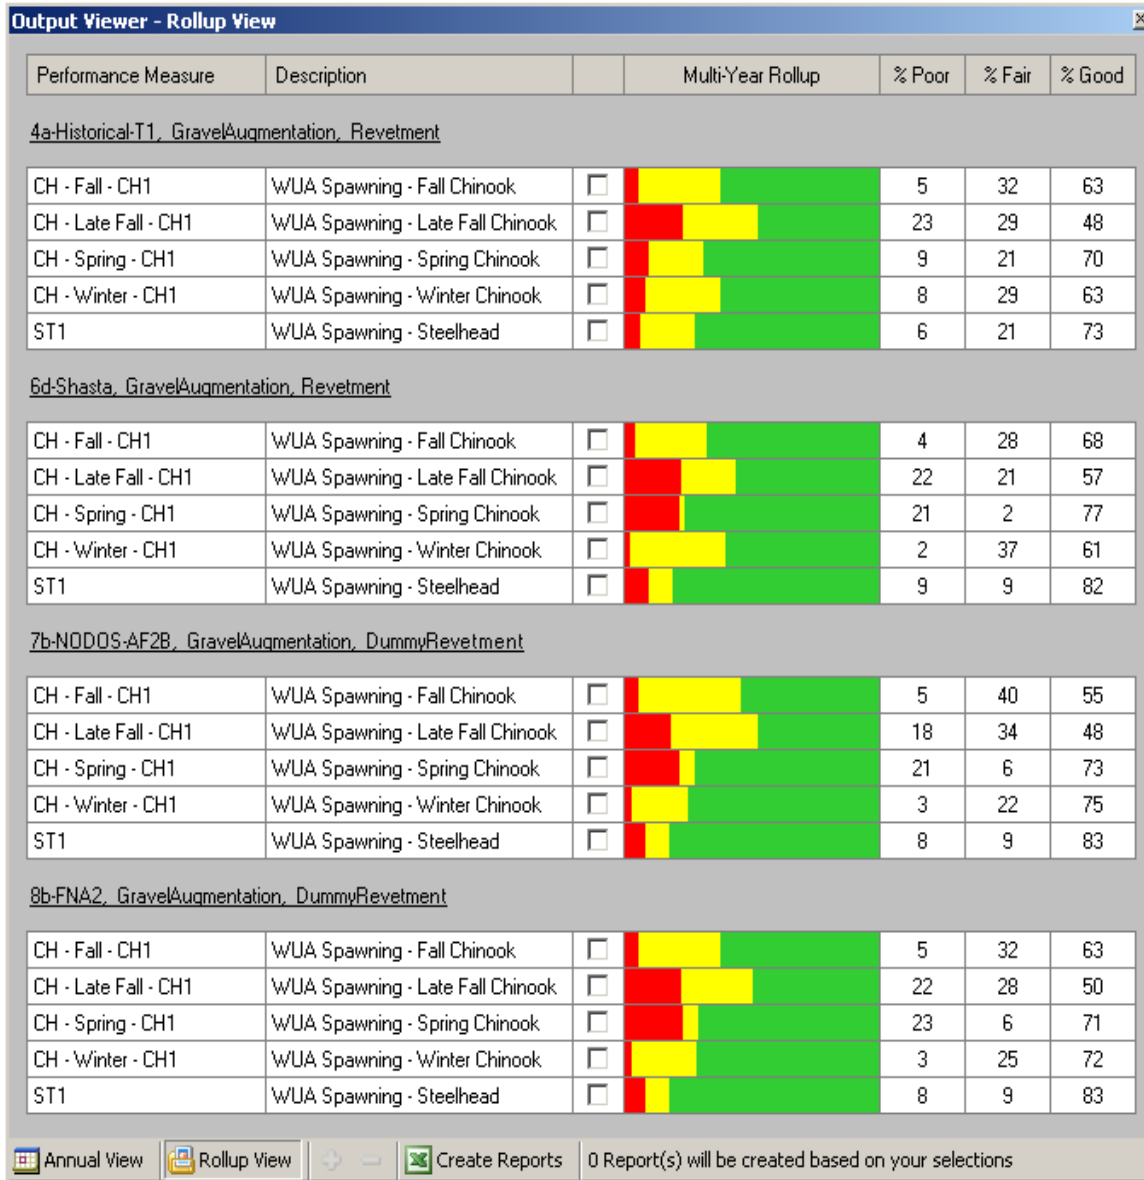 Output Viewer - Rollup View
Performance Measure Description Multi-Year Rollup % Poor % Fair % Good
4a-Historical-T1, GravelAugmentation, Revetment
CH - Fall - CH1 WUA Spawning - Fall Chinook 5 32 63
CH - Late Fall - CH1 WUA Spawning - Late Fall Chinook 23 29 48
CH - Spring - CH1 WUA Spawning - Spring Chinook 9 21 70
CH - Winter - CH1 WUA Spawning - Winter Chinook 8 29 63
ST1 WUA Spawning - Steelhead 6 21 73
6d-Shasta, GravelAugmentation, Revetment
CH - Fall - CH1 WUA Spawning - Fall Chinook 4 28 68
CH - Late Fall - CH1 WUA Spawning - Late Fall Chinook 22 21 57
CH - Spring - CH1 WUA Spawning - Spring Chinook 21 2 77
CH - Winter - CH1 WUA Spawning - Winter Chinook 2 37 61
ST1 WUA Spawning - Steelhead 9 9 82
7b-NODOS-AF2B, GravelAugmentation, DummyRevetment
CH - Fall - CH1 WUA Spawning - Fall Chinook 5 40 55
CH - Late Fall - CH1 WUA Spawning - Late Fall Chinook 18 34 48
CH - Spring - CH1 WUA Spawning - Spring Chinook 21 6 73
CH - Winter - CH1 WUA Spawning - Winter Chinook 3 22 75
ST1 WUA Spawning - Steelhead 8 9 83
8b-FNA2, GravelAugmentation, DummyRevetment
CH - Fall - CH1 WUA Spawning - Fall Chinook 5 32 63
CH - Late Fall - CH1 WUA Spawning - Late Fall Chinook 22 28 50
CH - Spring - CH1 WUA Spawning - Spring Chinook 23 6 71
CH - Winter - CH1 WUA Spawning - Winter Chinook 3 25 72
ST1 WUA Spawning - Steelhead 8 9 83
Annual View Rollup View Create Reports 0 Report(s) will be created based on your selections